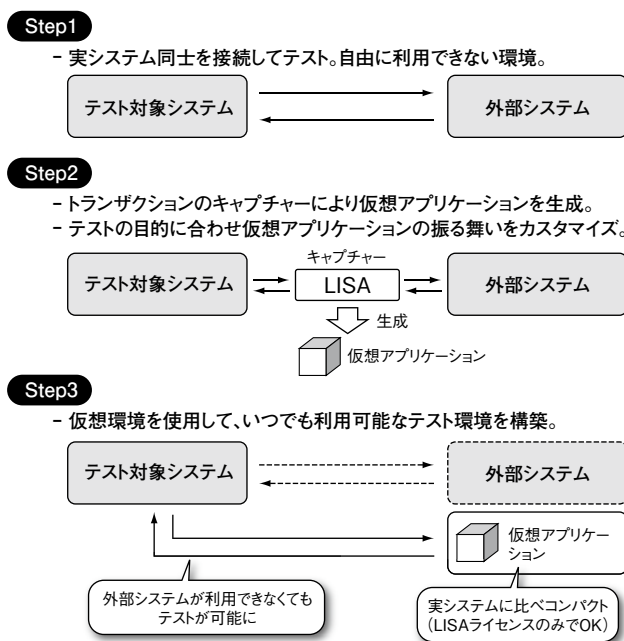 Step1
− 実システム同士を接続してテスト。自由に利用できない環境。
テスト対象システム
外部システム
Step2
− トランザクションのキャプチャーにより仮想アプリケーションを生成。
− テストの目的に合わせ仮想アプリケーションの振る舞いをカスタマイズ。
キャプチャー
テスト対象システム
LISA
外部システム
生成
仮想アプリケーション
Step3
− 仮想環境を使用して、いつでも利用可能なテスト環境を構築。
テスト対象システム
外部システム
仮想アプリケー
ション
外部システムが利用できなくても
テストが可能に
実システムに比べコンパクト
(LISAライセンスのみでOK)